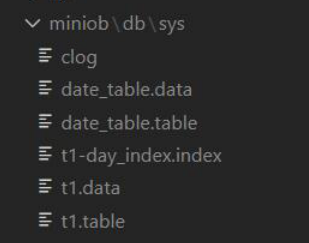 miniob\db\sys
clog
date_table.data
date_table.table
t1-day_index.index
t1.data
t1.table